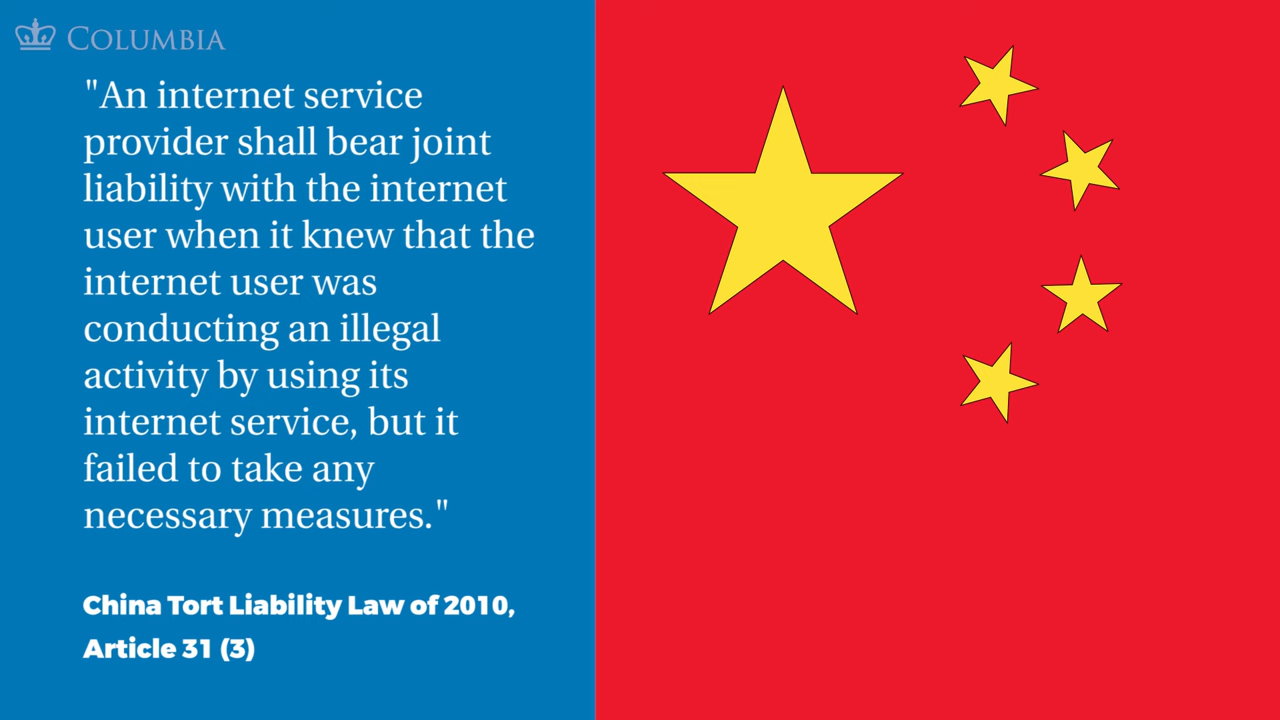 COLUMBIA
"An internet service
provider shall bear joint
liability with the internet
user when it knew that the
internet user was
conducting an illegal
activity by using its
internet service, but it
failed to take any
necessary measures."
China Tort Liability Law of 2010,
Article 31 (3)